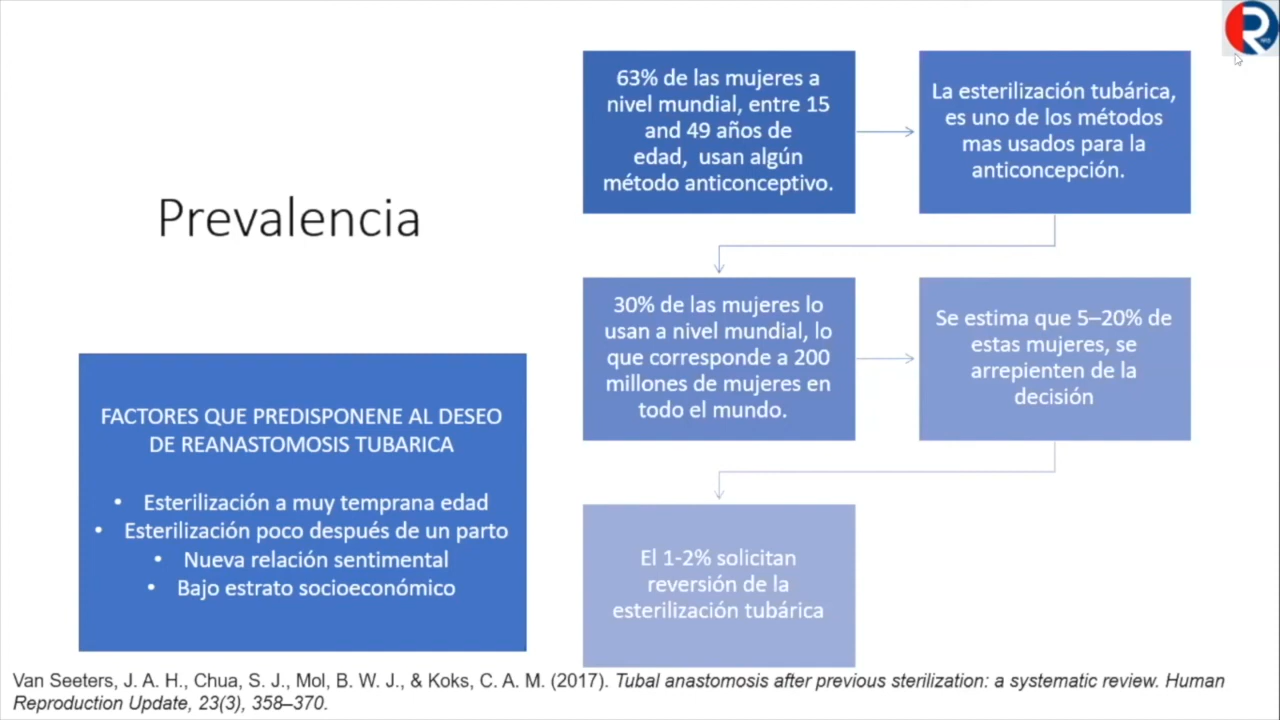 Prevalencia
63% de las mujeres a
nivel mundial, entre 15
and 49 años de
edad, usan algún
método anticonceptivo.
La esterilización tubárica,
es uno de los métodos
mas usados para la
anticoncepción.
30% de las mujeres lo
usan a nivel mundial, lo
que corresponde a 200
millones de mujeres en
todo el mundo.
Se estima que 5–20% de
estas mujeres, se
arrepienten de la
decisión
El 1-2% solicitan
reversión de la
esterilización tubárica
FACTORES QUE PREDISPONENE AL DESEO
DE REANASTOMOSIS TUBARICA
• Esterilización a muy temprana edad
• Esterilización poco después de un parto
• Nueva relación sentimental
• Bajo estrato socioeconómico
Van Seeters, J. A. H., Chua, S. J., Mol, B. W. J., & Koks, C. A. M. (2017). Tubal anastomosis after previous sterilization: a systematic review. Human
Reproduction Update, 23(3), 358–370.